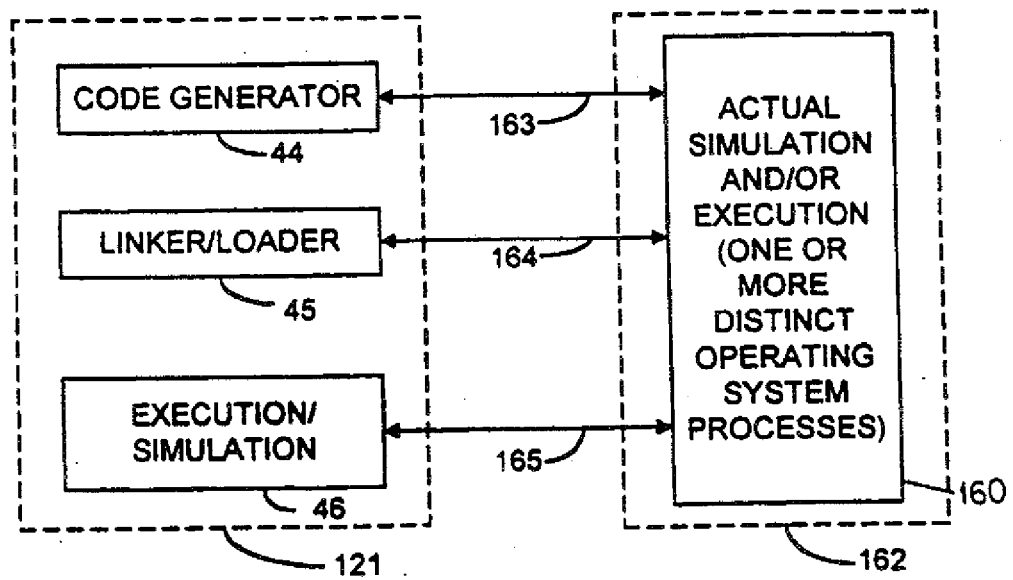 CODE GENERATOR
44
LINKER/LOADER
45
EXECUTION/
SIMULATION
46
121
163
164
165
ACTUAL
SIMULATION
AND/OR
EXECUTION
(ONE OR
MORE
DISTINCT
OPERATING
SYSTEM
PROCESSES)
160
162